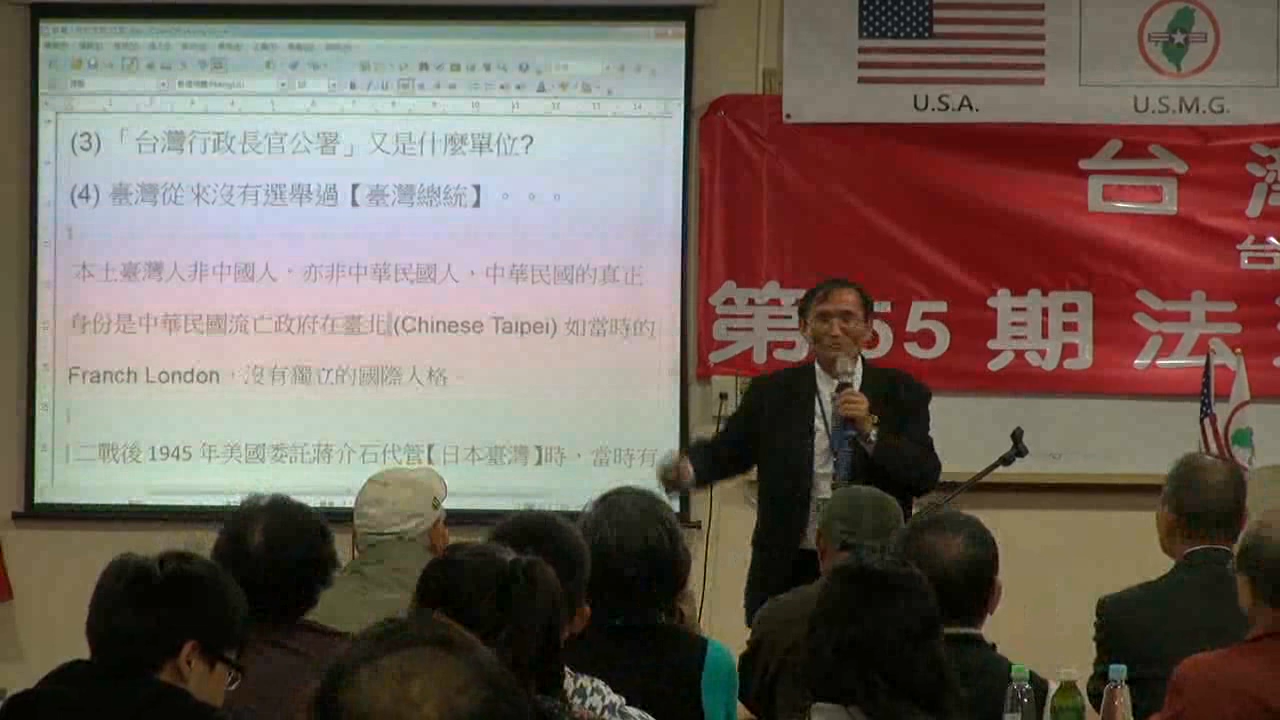 (3) 「台灣行政長官公署」又是什麼單位?
(4) 臺灣從來沒有選舉過【臺灣總統】。。。
本土臺灣人非中國人，亦非中華民國人，中華民國的真正
身份是中華民國流亡政府在臺北(Chinese Taipei) 如當時的
Franch London，沒有獨立的國際人格。
二戰後 1945 年美國委託蔣介石代管【日本臺灣】時，當時有
U.S.A.
U.S.M.G.
台灣
台
第 55 期 法